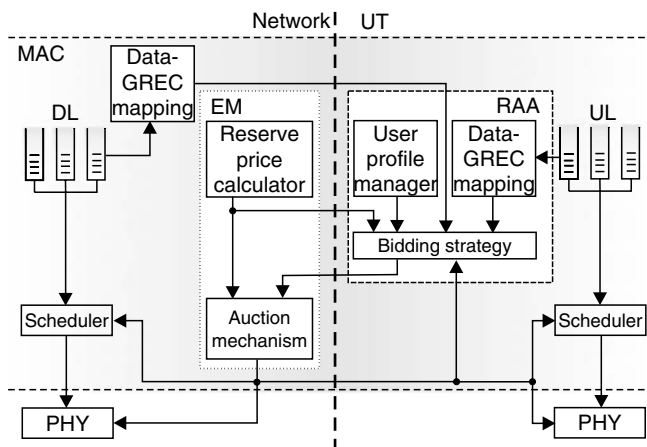 Network
UT
MAC
Data-
GREC
mapping
DL
EM
Reserve
price
calculator
RAA
User
profile
manager
Data-
GREC
mapping
UL
Bidding strategy
Scheduler
Auction
mechanism
Scheduler
PHY
PHY